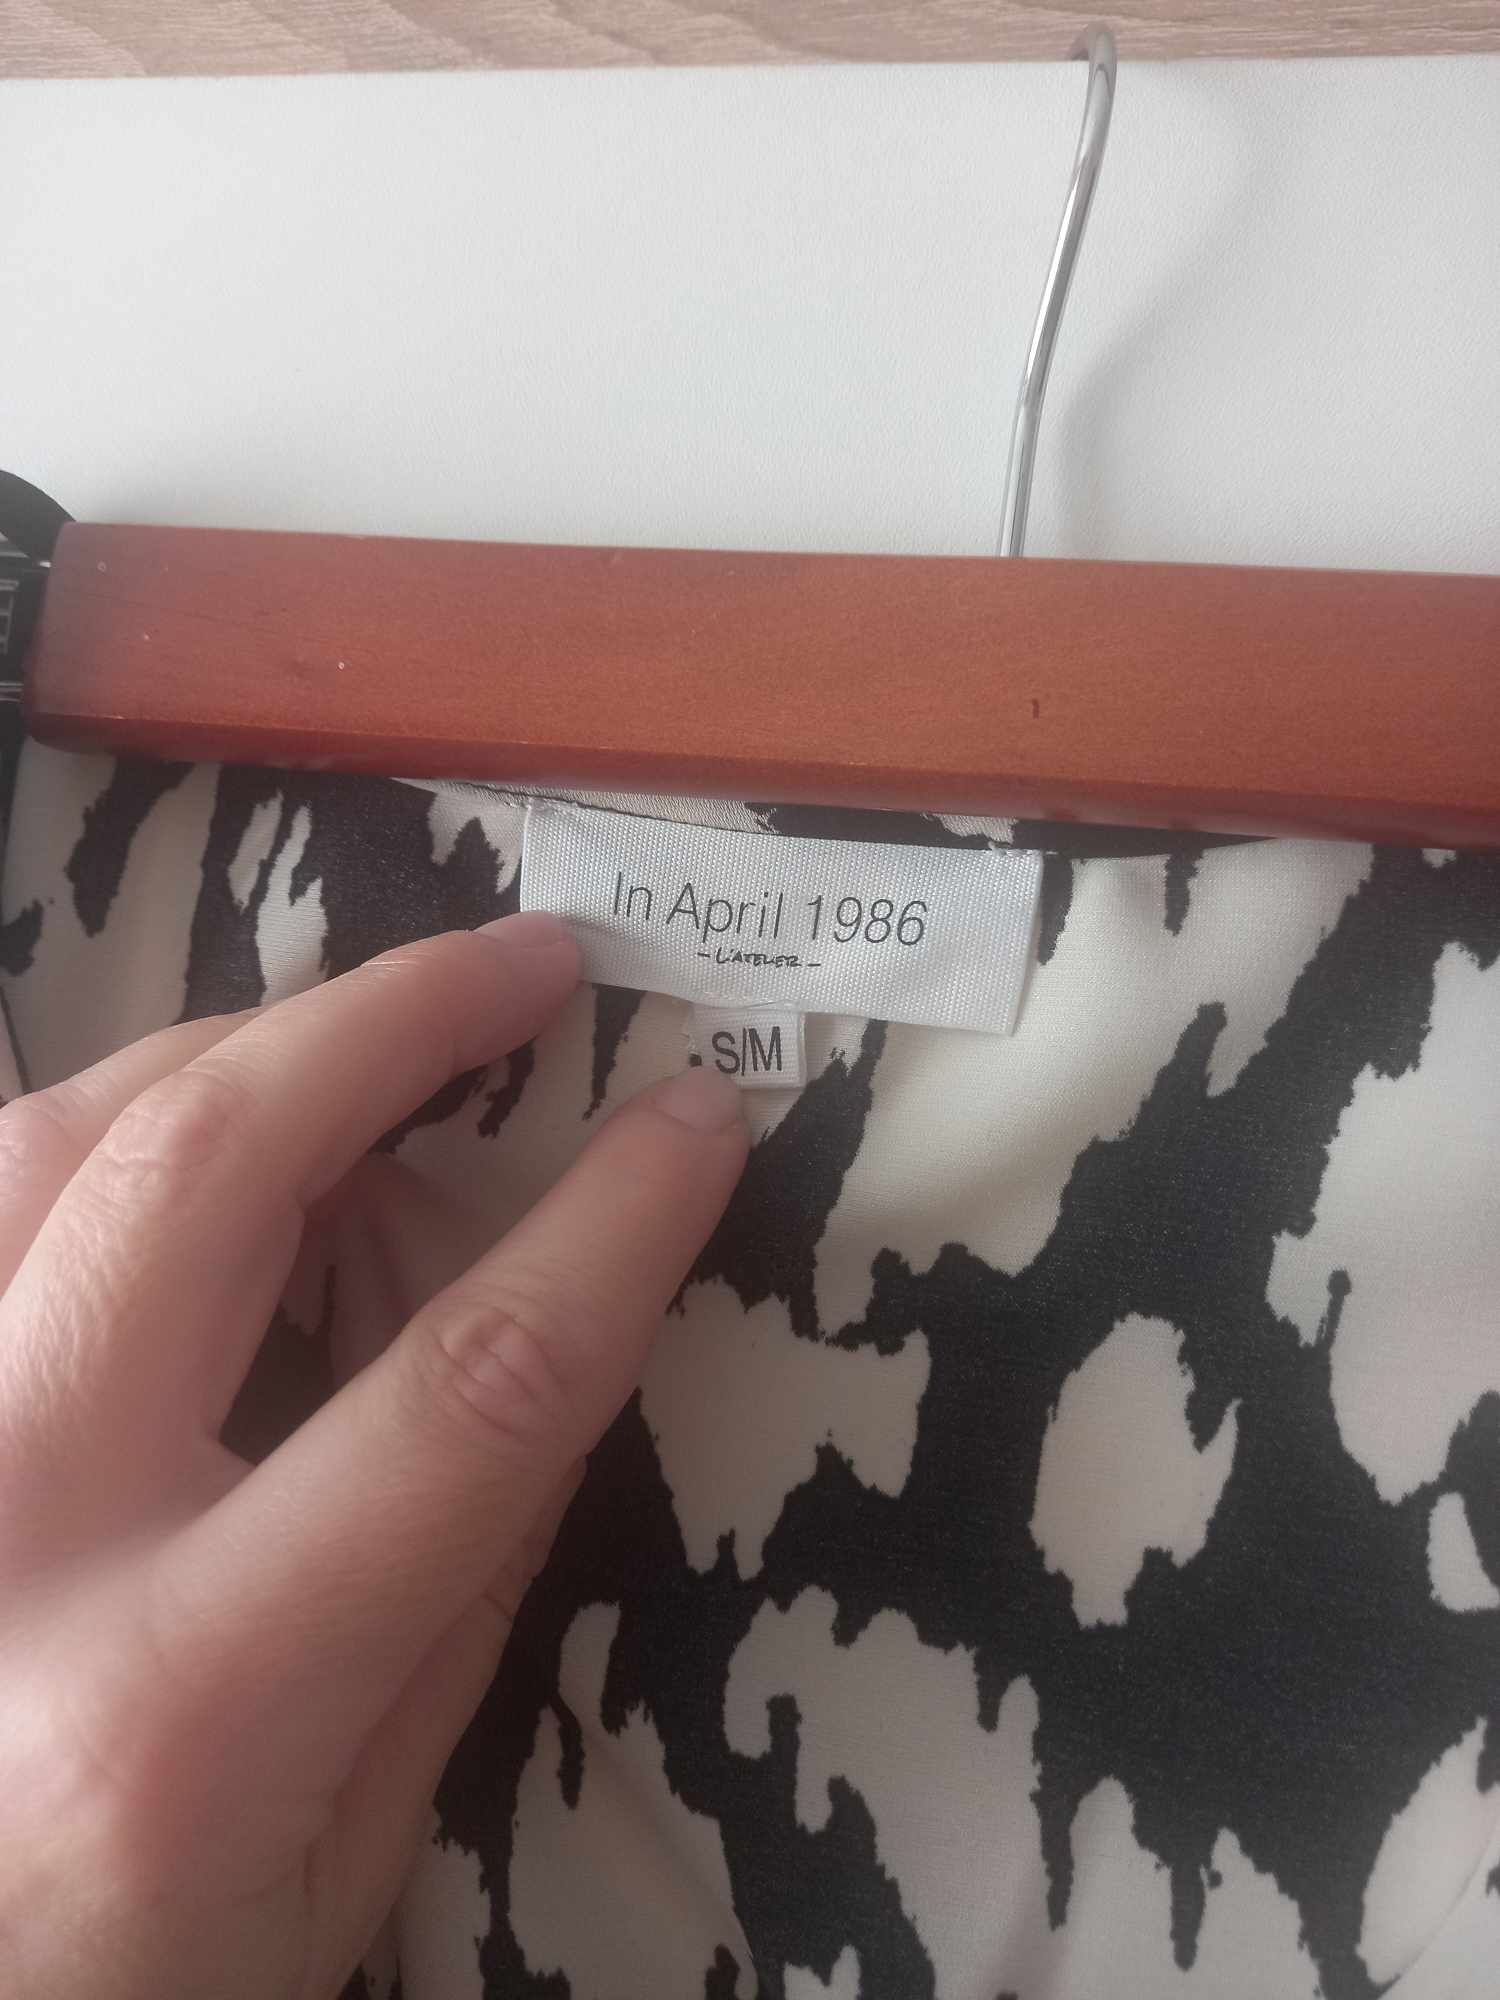 In April 1986
- L'ATELIER -
S/M